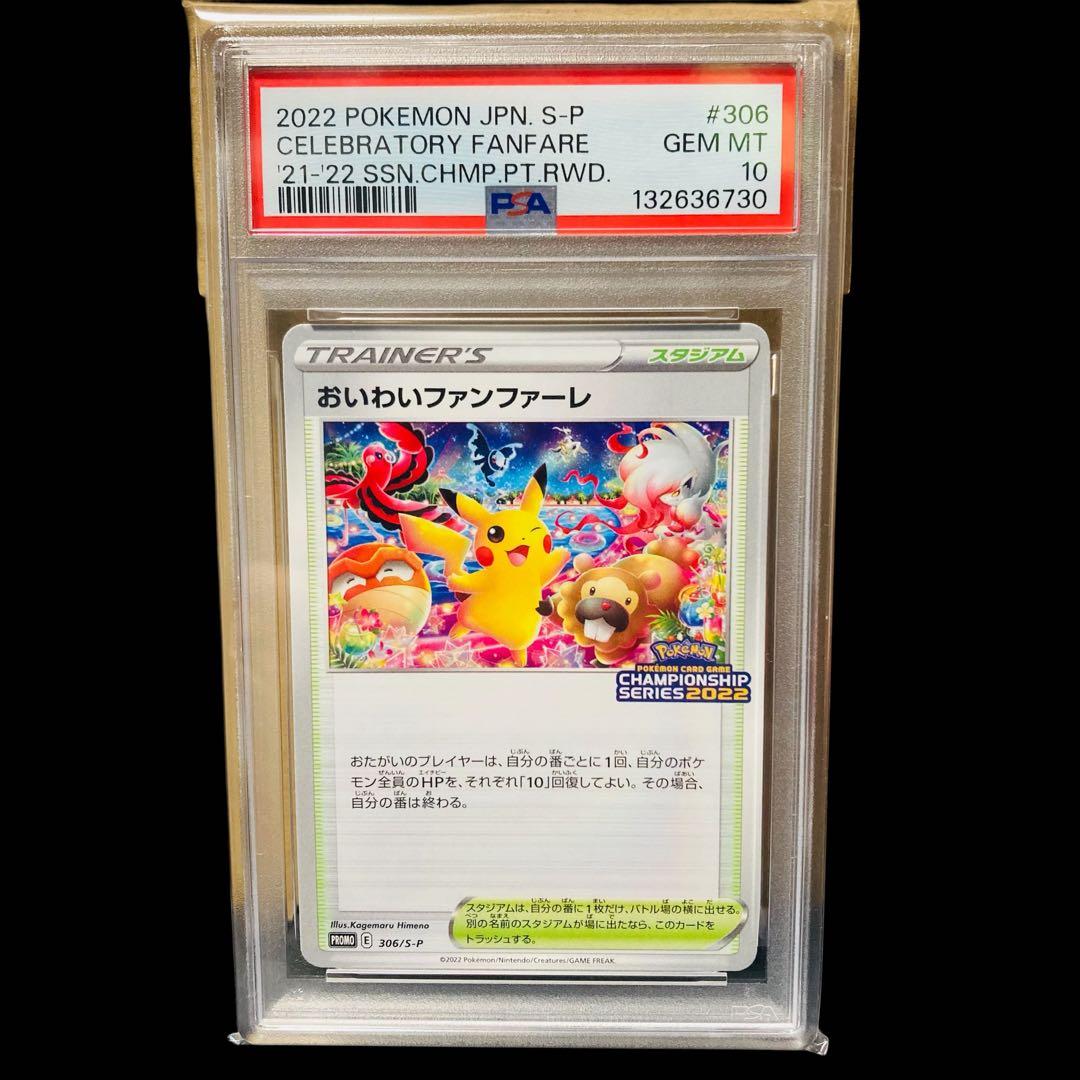 2022 POKEMON JPN. S-P #306
CELEBRATORY FANFARE GEM MT
'21-'22 SSN.CHMP.PT.RWD. 10
PSA 132636730
TRAINER'S スタジアム
おいわいファンファーレ
Pokémon
POKÉMON CARD GAME
CHAMPIONSHIP
SERIES 2022
おたがいのプレイヤーは、自分の番ごとに1回、自分のポケ
モン全員のHPを、それぞれ「10」回復してよい。その場合、
自分の番は終わる。
スタジアムは、自分の番に1枚だけ、バトル場の横に出せる。
別の名前のスタジアムが場に出たなら、このカードを
トラッシュする。
Illus.Kagemaru Himeno
PROMO E 306/S-P
©2022 Pokémon/Nintendo/Creatures/GAME FREAK.
PSA